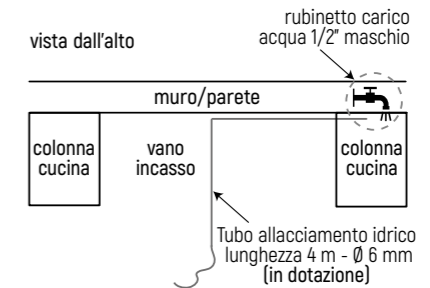 rubinetto carico
acqua 1/2" maschio
vista dall'alto
muro/parete
colonna
cucina
vano
incasso
colonna
cucina
Tubo allacciamento idrico
lunghezza 4 m - Ø 6 mm
(in dotazione)